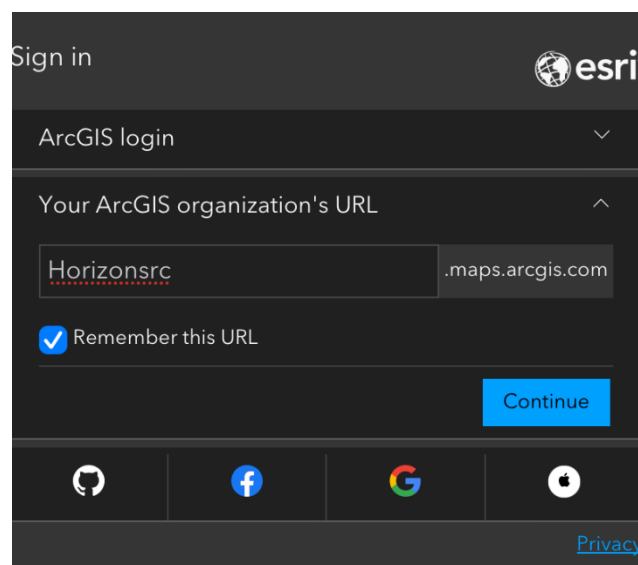 Sign in
esri
ArcGIS login
Your ArcGIS organization's URL
Horizonsrc .maps.arcgis.com
Remember this URL
Continue
Privacy